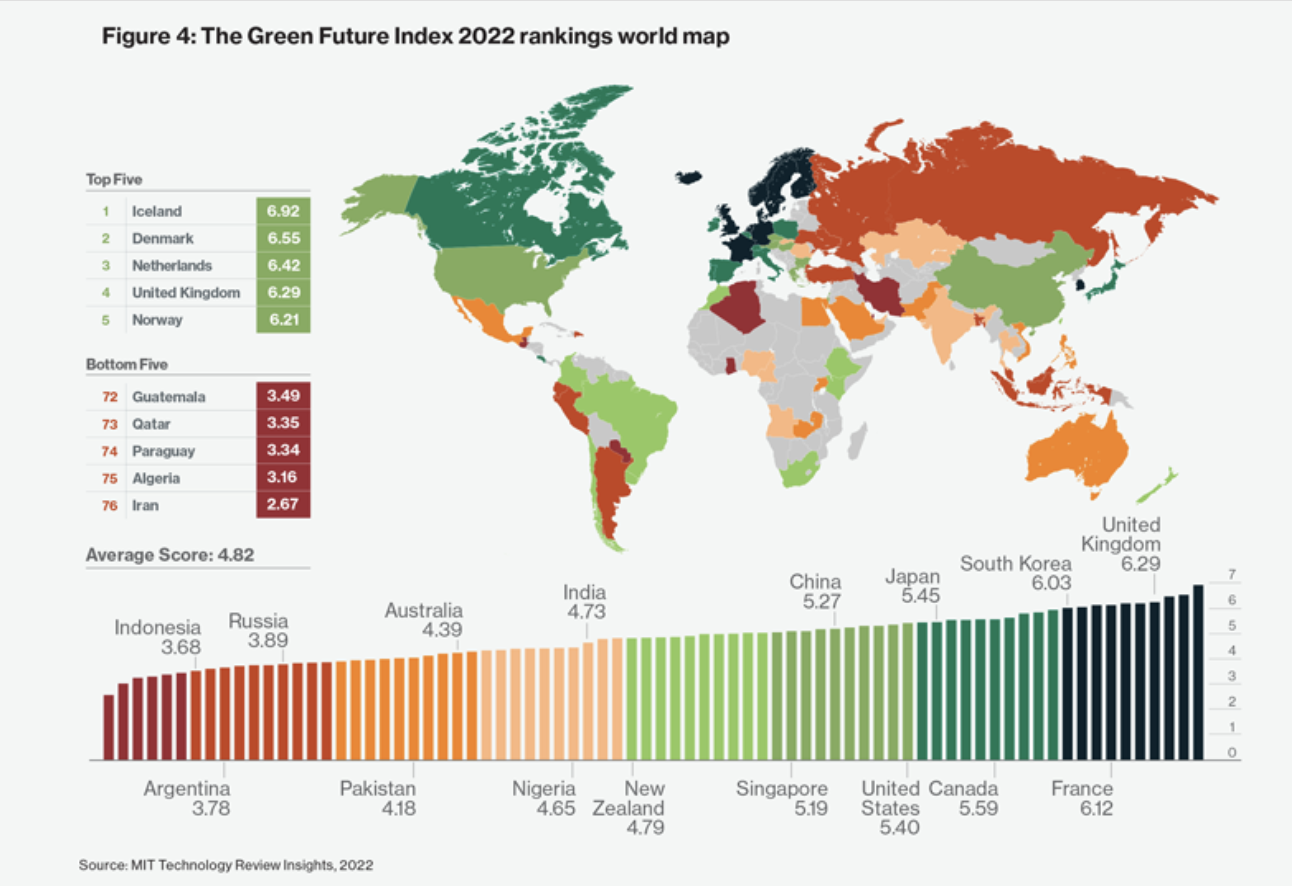 Figure 4: The Green Future Index 2022 rankings world map
Top Five
1 Iceland 6.92
2 Denmark 6.55
3 Netherlands 6.42
4 United Kingdom 6.29
5 Norway 6.21
Bottom Five
72 Guatemala 3.49
73 Qatar 3.35
74 Paraguay 3.34
75 Algeria 3.16
76 Iran 2.67
Average Score: 4.82
Indonesia
3.68
Russia
3.89
Australia
4.39
India
4.73
China
5.27
Japan
5.45
South Korea
6.03
United
Kingdom
6.29
7
6
5
4
3
2
1
0
Argentina
3.78
Pakistan
4.18
Nigeria
4.65
New
Zealand
4.79
Singapore
5.19
United
States
5.40
Canada
5.59
France
6.12
Source: MIT Technology Review Insights, 2022